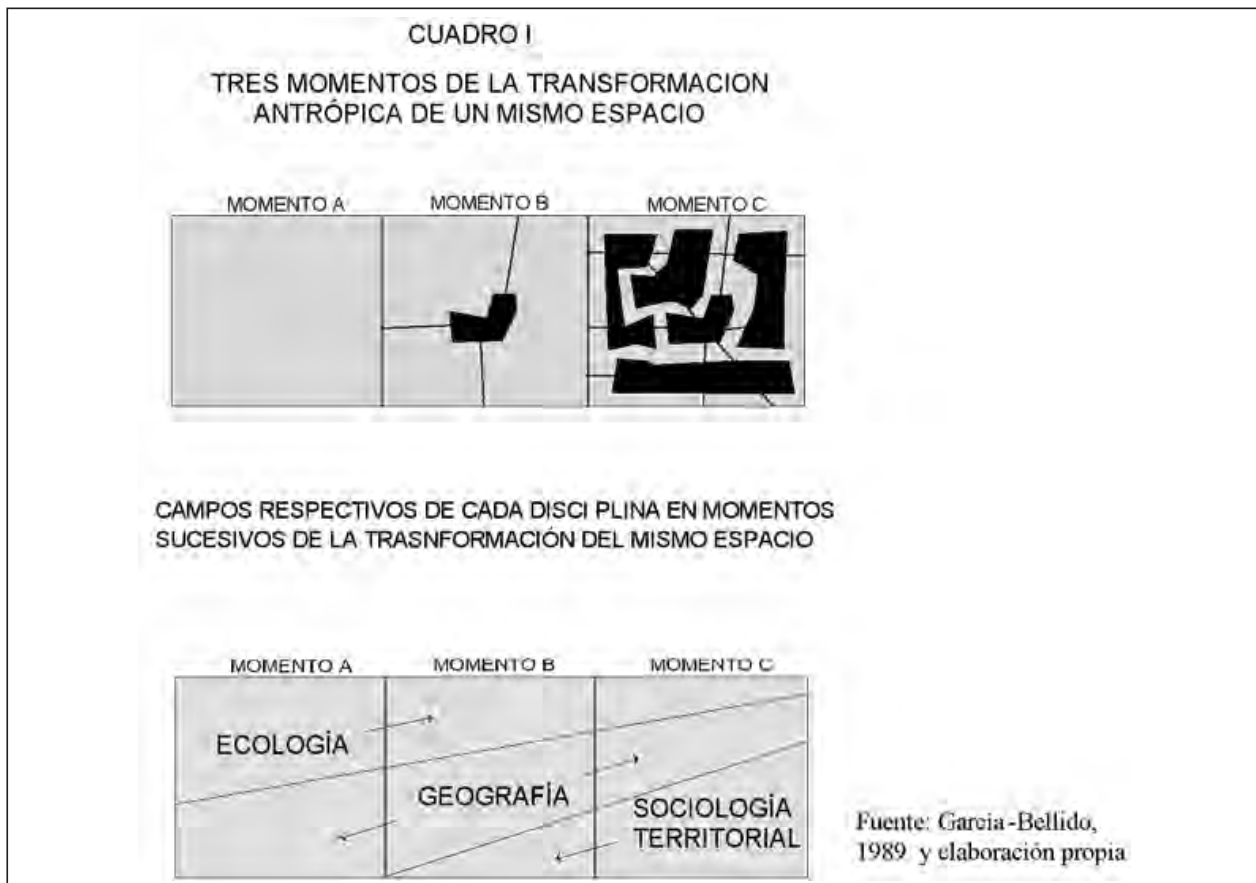 CUADRO I
TRES MOMENTOS DE LA TRANSFORMACION
ANTRÓPICA DE UN MISMO ESPACIO
MOMENTO A
MOMENTO B
MOMENTO C
CAMPOS RESPECTIVOS DE CADA DISCI PLINA EN MOMENTOS
SUCESIVOS DE LA TRASNFORMACIÓN DEL MISMO ESPACIO
MOMENTO A
MOMENTO B
MOMENTO C
ECOLOGÍA
GEOGRAFÍA
SOCIOLOGÍA
TERRITORIAL
Fuente: Garcia-Bellido,
1989 y elaboración propia